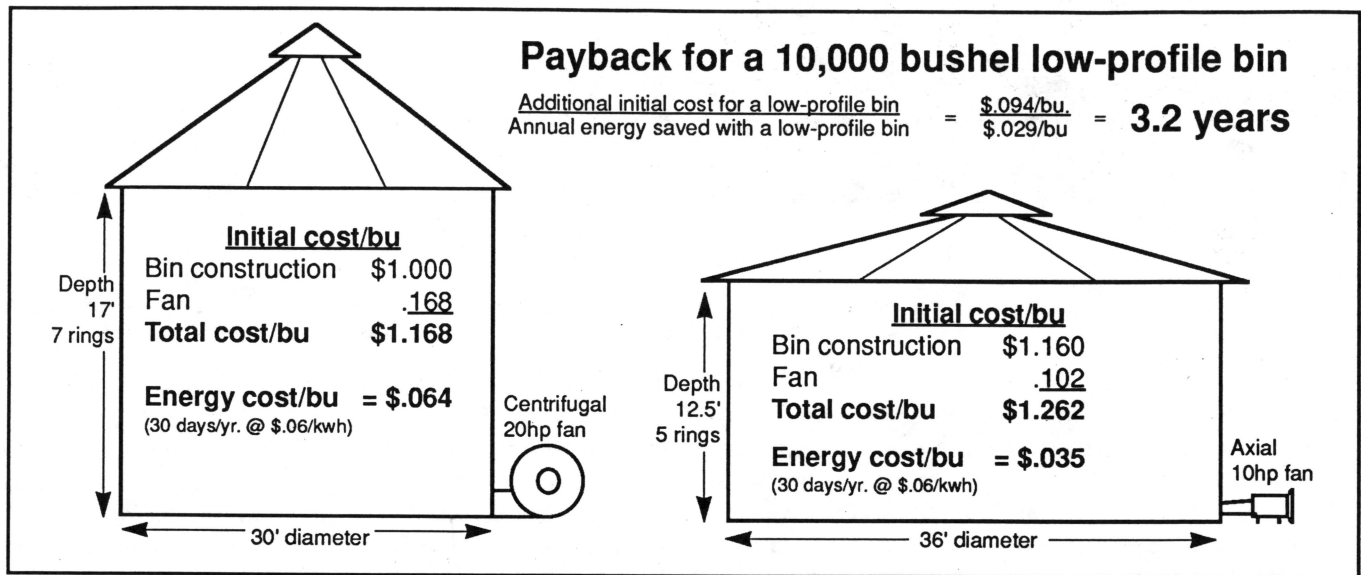 Payback for a 10,000 bushel low-profile bin
Additional initial cost for a low-profile bin
Annual energy saved with a low-profile bin
=
$.094/bu.
$.029/bu
=
3.2 years
Depth
17'
7 rings
Initial cost/bu
Bin construction $1.000
Fan .168
Total cost/bu $1.168
Energy cost/bu = $.064
(30 days/yr. @ $.06/kwh)
Centrifugal
20hp fan
30' diameter
Depth
12.5'
5 rings
Initial cost/bu
Bin construction $1.160
Fan .102
Total cost/bu $1.262
Energy cost/bu = $.035
(30 days/yr. @ $.06/kwh)
Axial
10hp fan
36' diameter